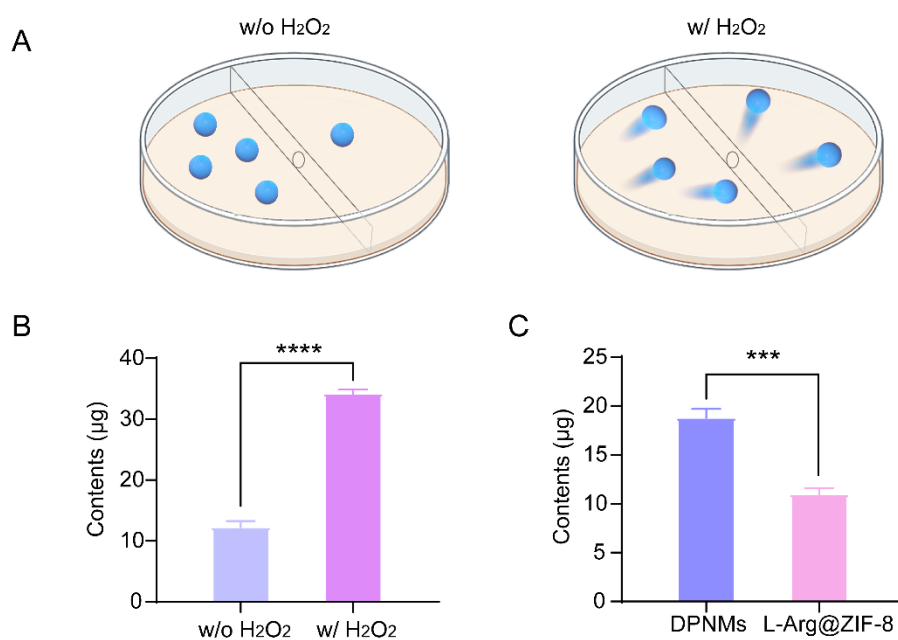 A
w/o H₂O₂
w/ H₂O₂
B
Contents (μg)
40
30
20
10
0
****
w/o H₂O₂
w/ H₂O₂
C
Contents (μg)
25
20
15
10
5
0
***
DPNMs
L-Arg@ZIF-8